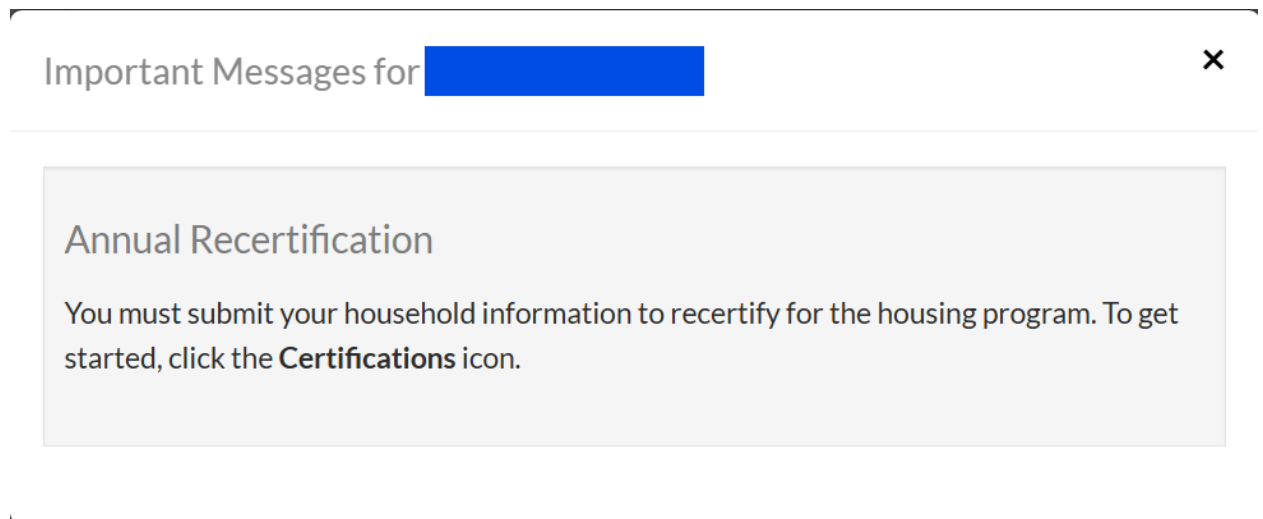 Important Messages for
Annual Recertification
You must submit your household information to recertify for the housing program. To get
started, click the Certifications icon.